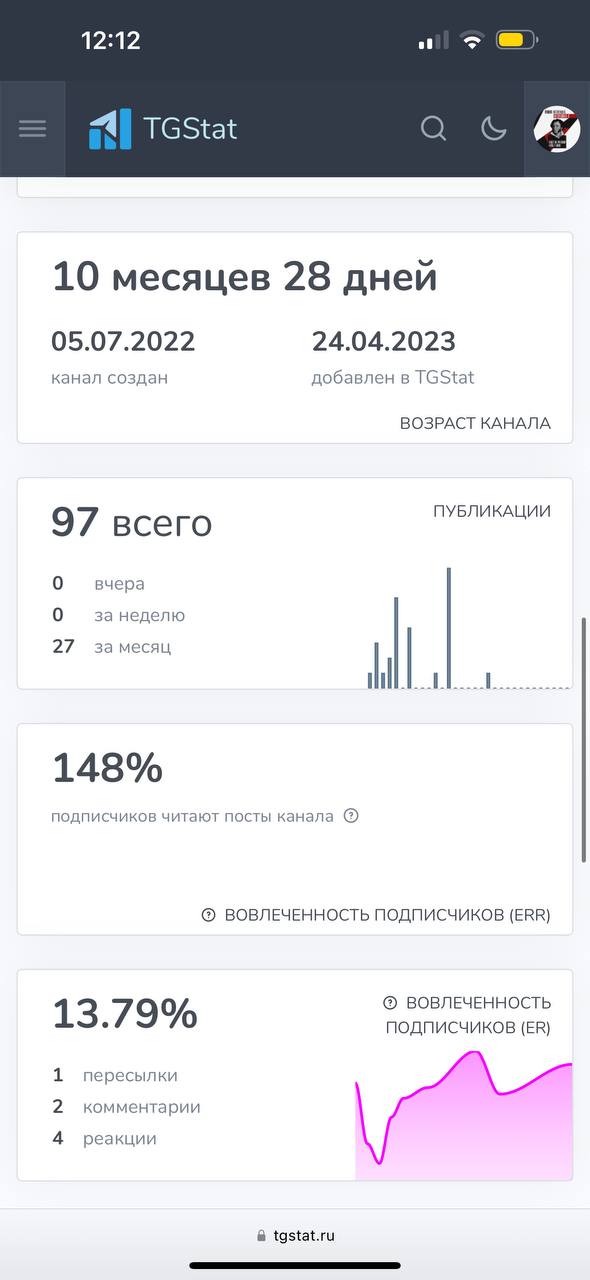 12:12
TGStat
10 месяцев 28 дней
05.07.2022 24.04.2023
канал создан добавлен в TGStat
ВОЗРАСТ КАНАЛА
97 всего
ПУБЛИКАЦИИ
0 вчера
0 за неделю
27 за месяц
148%
подписчиков читают посты канала ?
? ВОВЛЕЧЕННОСТЬ ПОДПИСЧИКОВ (ERR)
13.79%
? ВОВЛЕЧЕННОСТЬ
ПОДПИСЧИКОВ (ER)
1 пересылки
2 комментарии
4 реакции
tgstat.ru